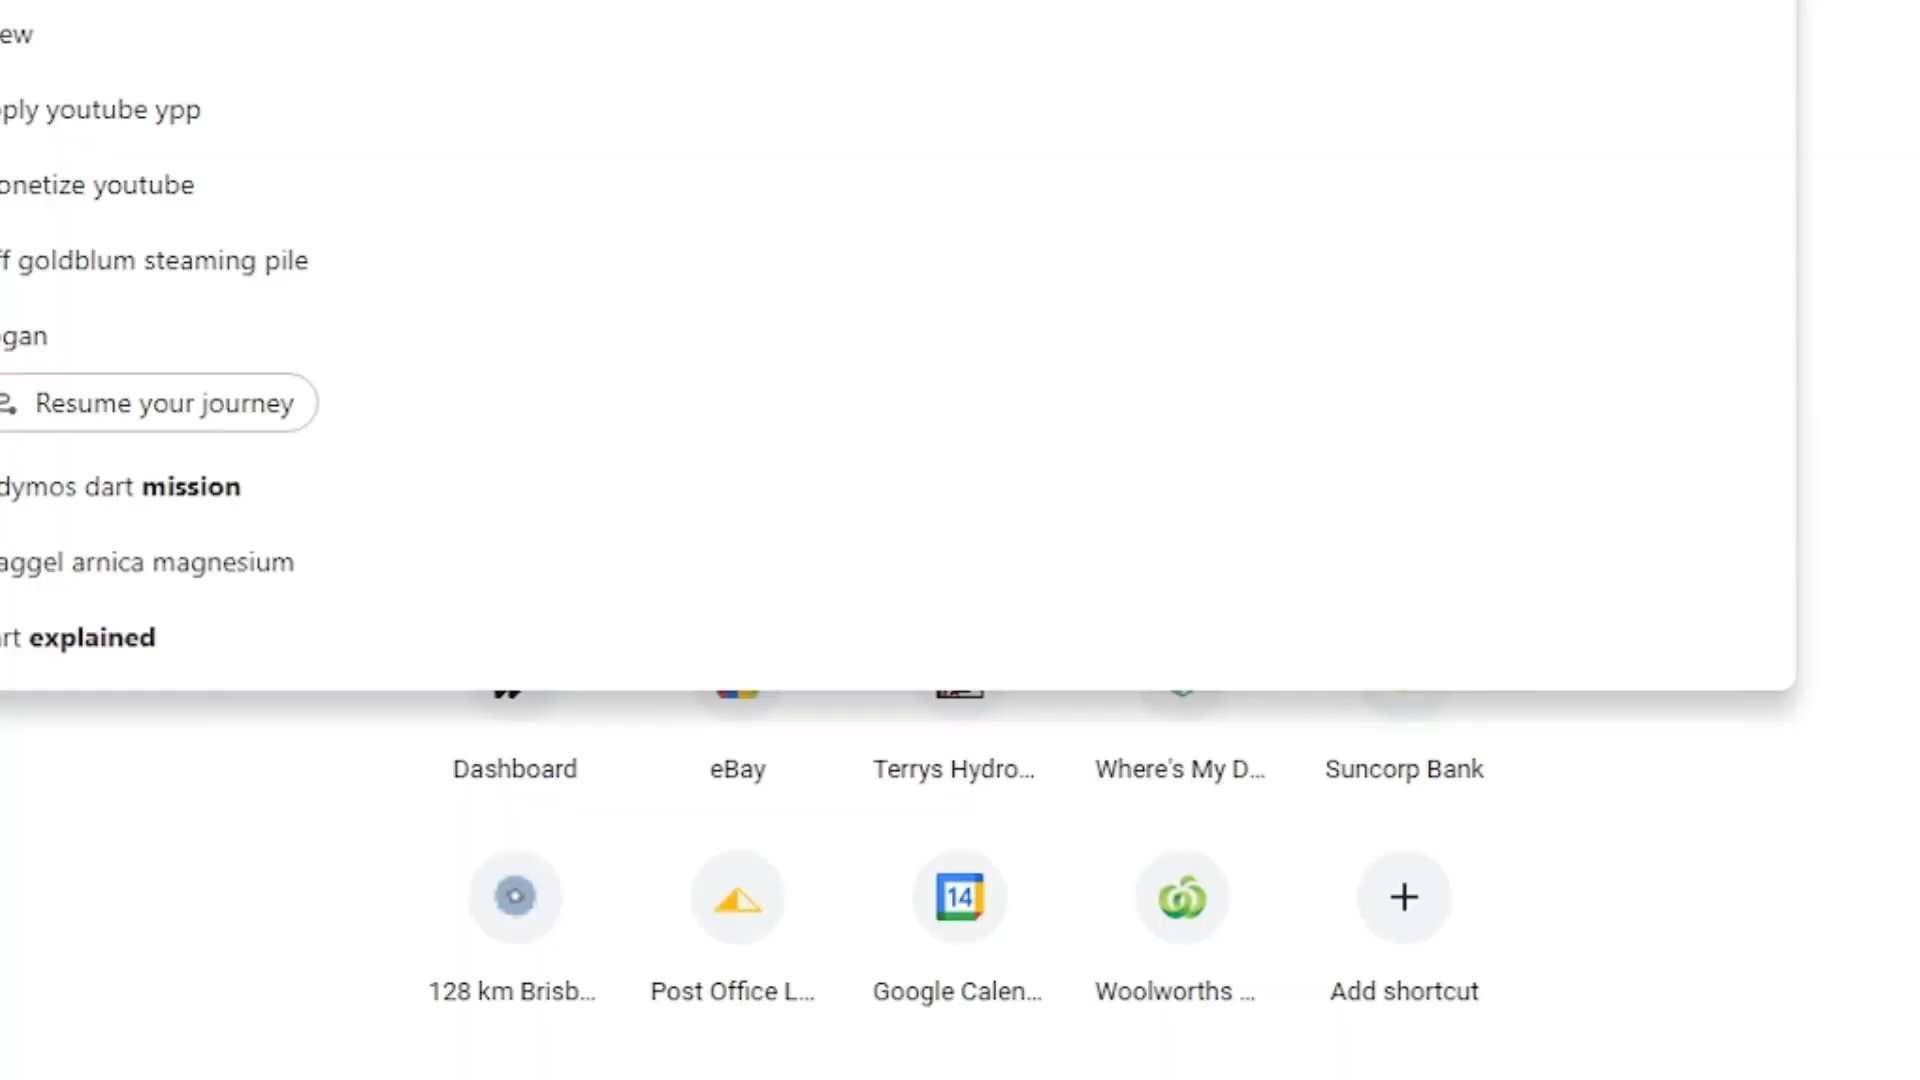 ew
ply youtube ypp
onetize youtube
ff goldblum steaming pile
ogan
Resume your journey
dymos dart mission
aggel arnica magnesium
rt explained
Dashboard
eBay
Terrys Hydro...
Where's My D...
Suncorp Bank
14
128 km Brisb...
Post Office L...
Google Calen...
Woolworths ...
Add shortcut